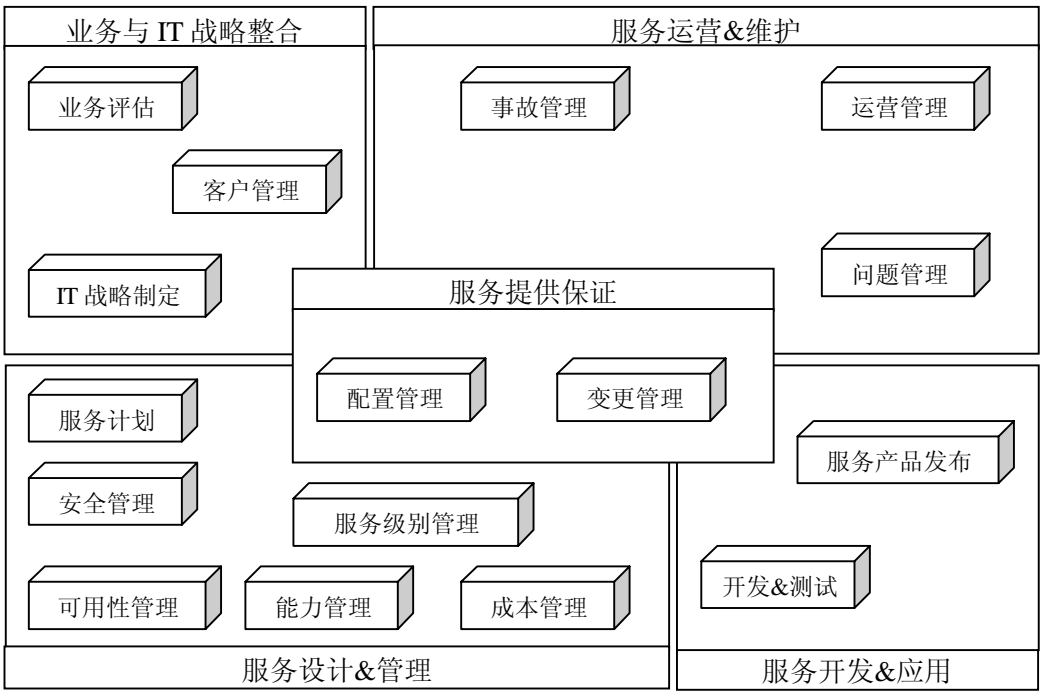 业务与 IT 战略整合
业务评估
客户管理
IT 战略制定
服务运营&维护
事故管理
运营管理
问题管理
服务提供保证
配置管理
变更管理
服务计划
安全管理
服务级别管理
可用性管理
能力管理
成本管理
服务设计&管理
服务产品发布
开发&测试
服务开发&应用